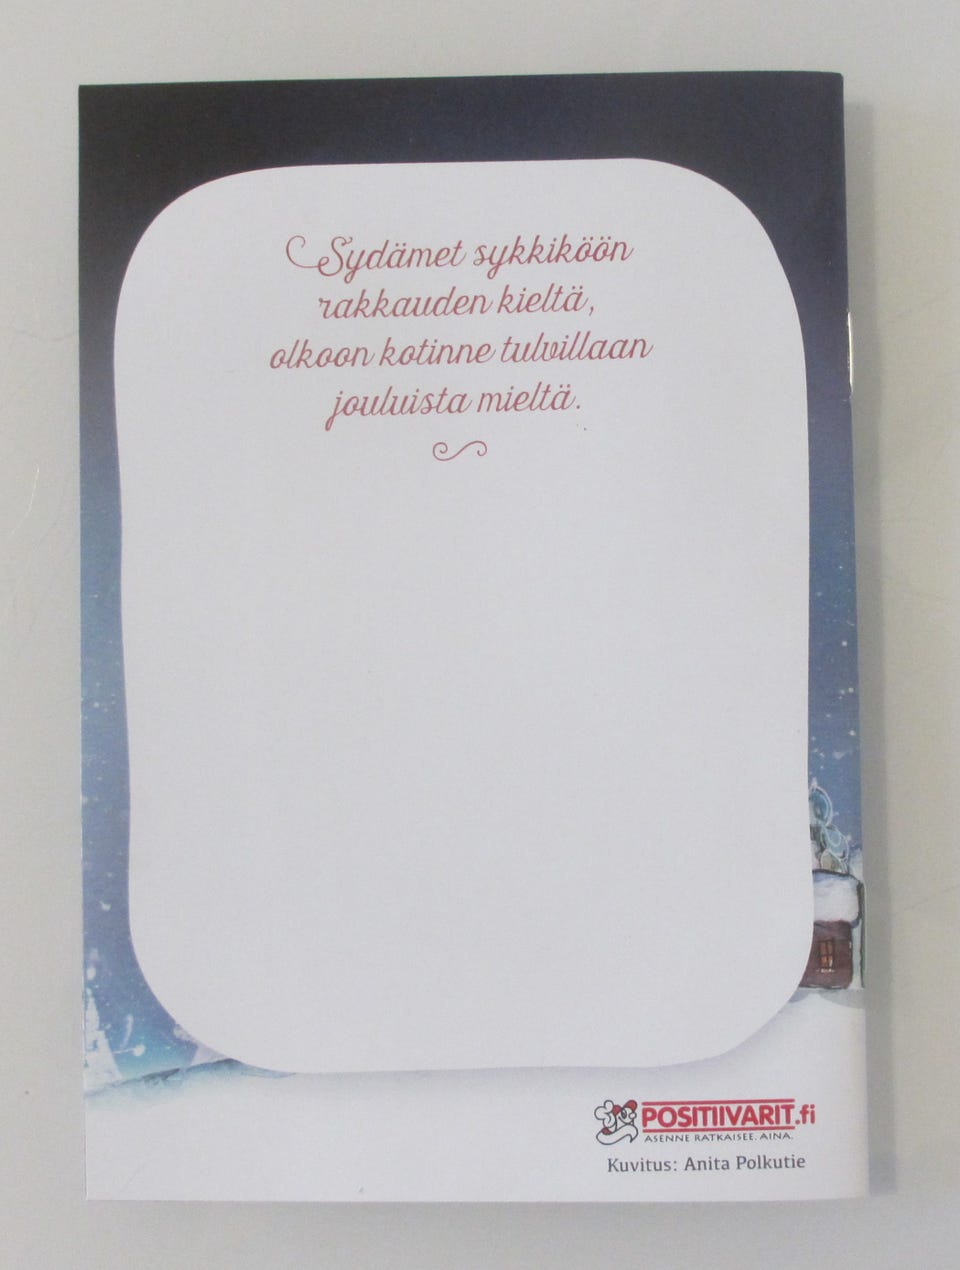 Sydämet sykkiköön
rakkauden kieltä,
olkoon kotinne tulvillaan
jouluista mieltä.
POSITIIVARIT.fi
ASENNE RATKAISEE. AINA.
Kuvitus: Anita Polkutie